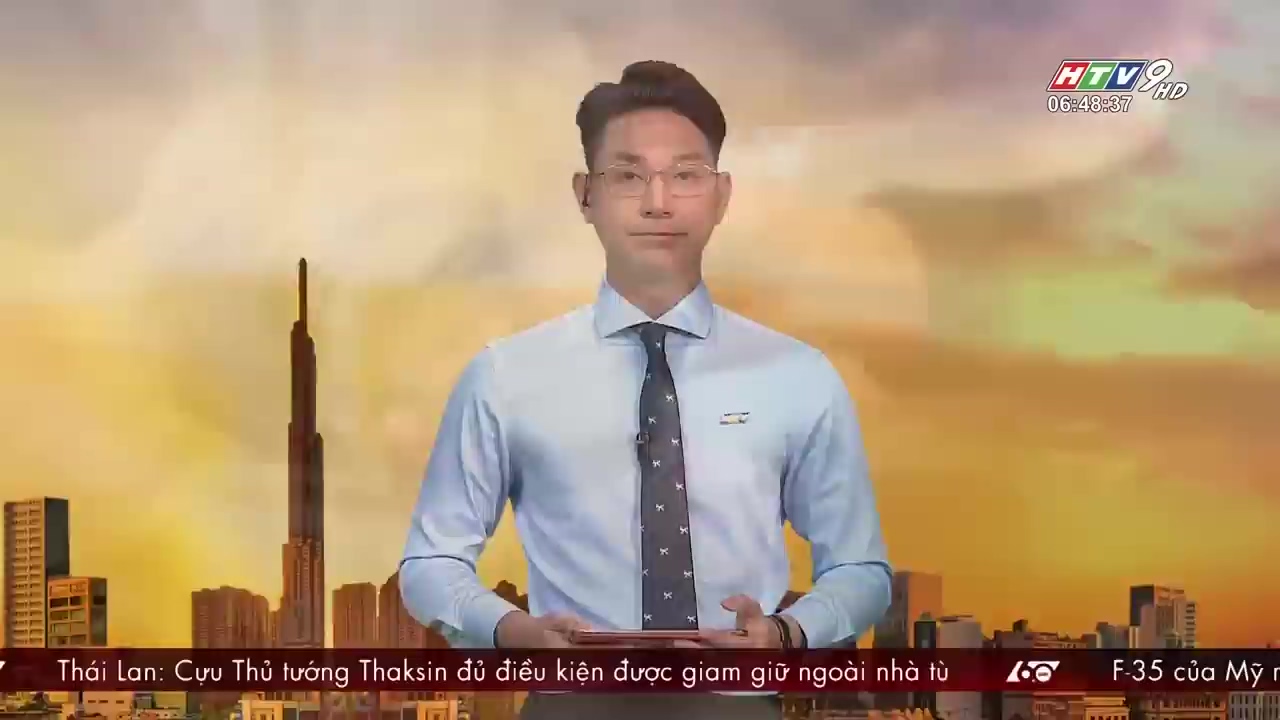 HTV9
HD
06:48:37
Thái Lan: Cựu Thủ tướng Thaksin đủ điều kiện được giam giữ ngoài nhà tù
60
F-35 của Mỹ